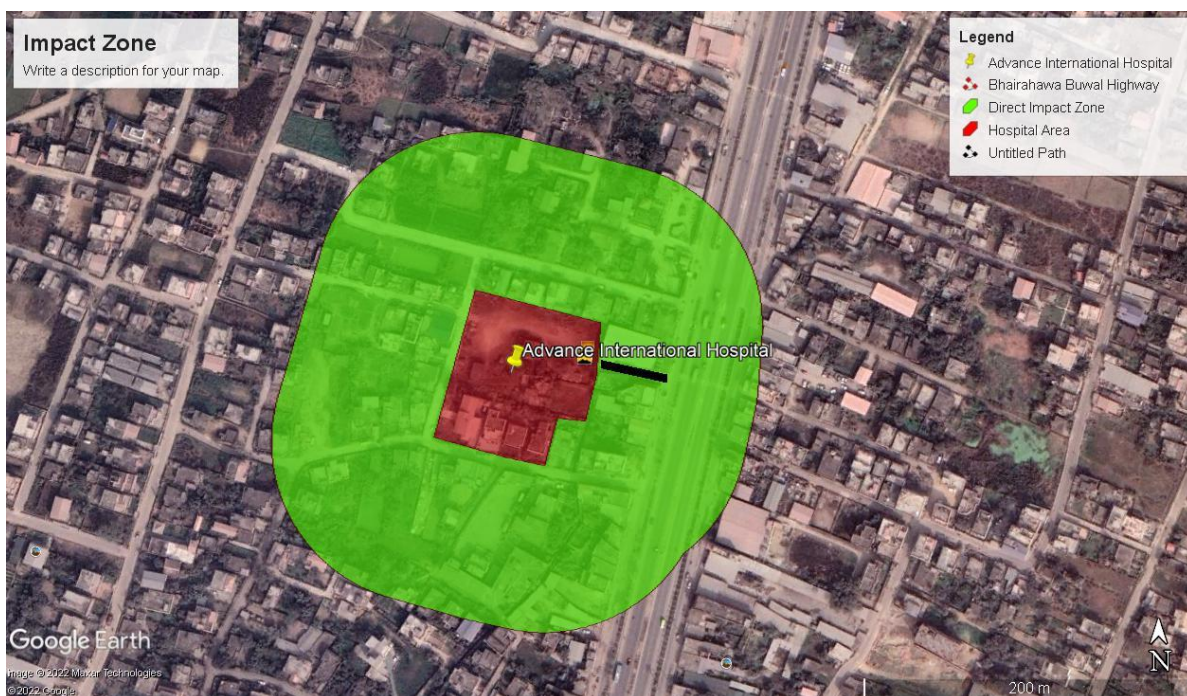 Impact Zone
Write a description for your map.
Legend
Advance International Hospital
Bhairahawa Buwal Highway
Direct Impact Zone
Hospital Area
Untitled Path
Advance International Hospital
Google Earth
Image © 2022 Maxar Technologies
© 2022 Google
200 m
N